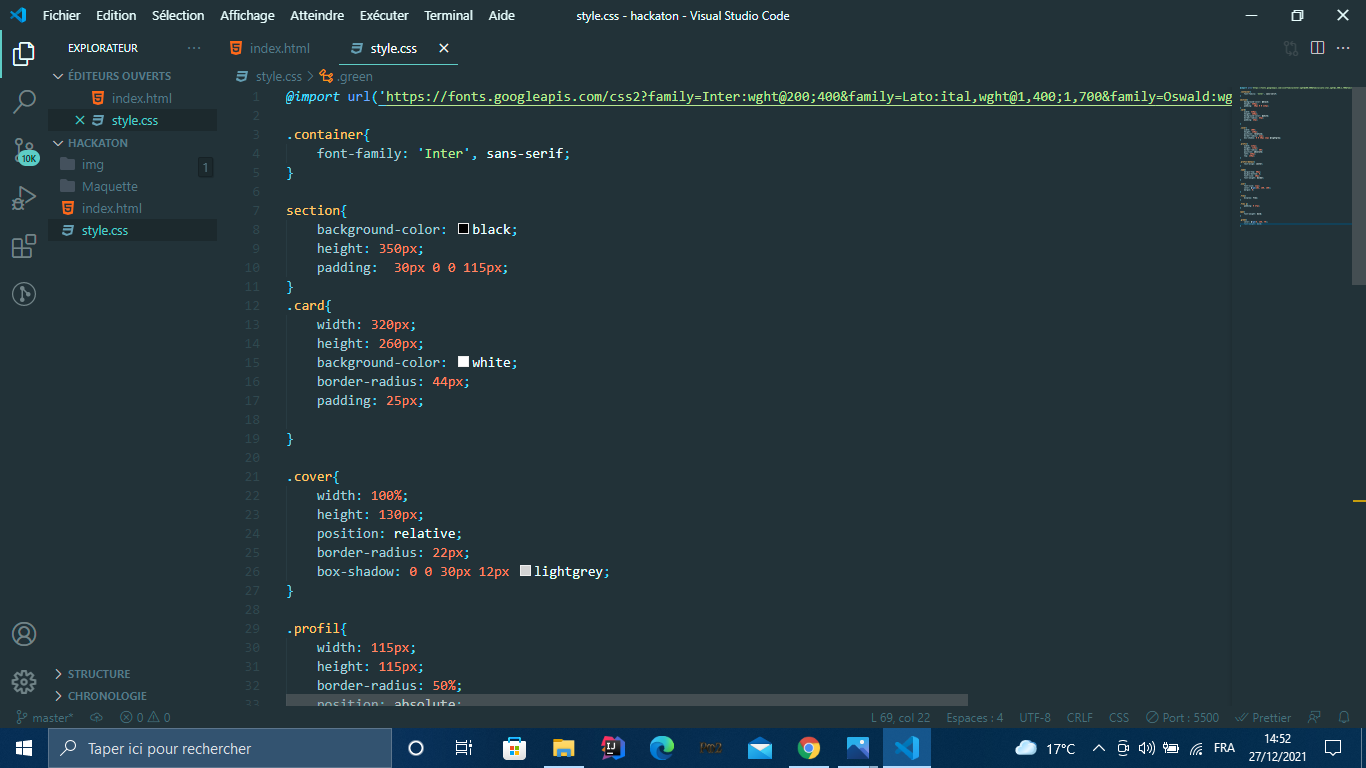 Fichier Edition Sélection Affichage Atteindre Exécuter Terminal Aide style.css - hackaton - Visual Studio Code
EXPLORATEUR
index.html style.css
ÉDITEURS OUVERTS
index.html
style.css
HACKATON
img
1
Maquette
index.html
style.css
10K
STRUCTURE
CHRONOLOGIE
style.css > .green
1 @import url('https://fonts.googleapis.com/css2?family=Inter:wght@200;400&family=Lato:ital,wght@1,400;1,700&family=Oswald:wg
2
3 .container{
4 font-family: 'Inter', sans-serif;
5 }
6
7 section{
8 background-color: black;
9 height: 350px;
10 padding: 30px 0 0 115px;
11 }
12 .card{
13 width: 320px;
14 height: 260px;
15 background-color: white;
16 border-radius: 44px;
17 padding: 25px;
18
19 }
20
21 .cover{
22 width: 100%;
23 height: 130px;
24 position: relative;
25 border-radius: 22px;
26 box-shadow: 0 0 30px 12px lightgrey;
27 }
28
29 .profil{
30 width: 115px;
31 height: 115px;
32 border-radius: 50%;
33 position: absolute;
master* 0 0 L 69, col 22 Espaces : 4 UTF-8 CRLF CSS Port : 5500 Prettier
Taper ici pour rechercher
17°C FRA
14:52
27/12/2021